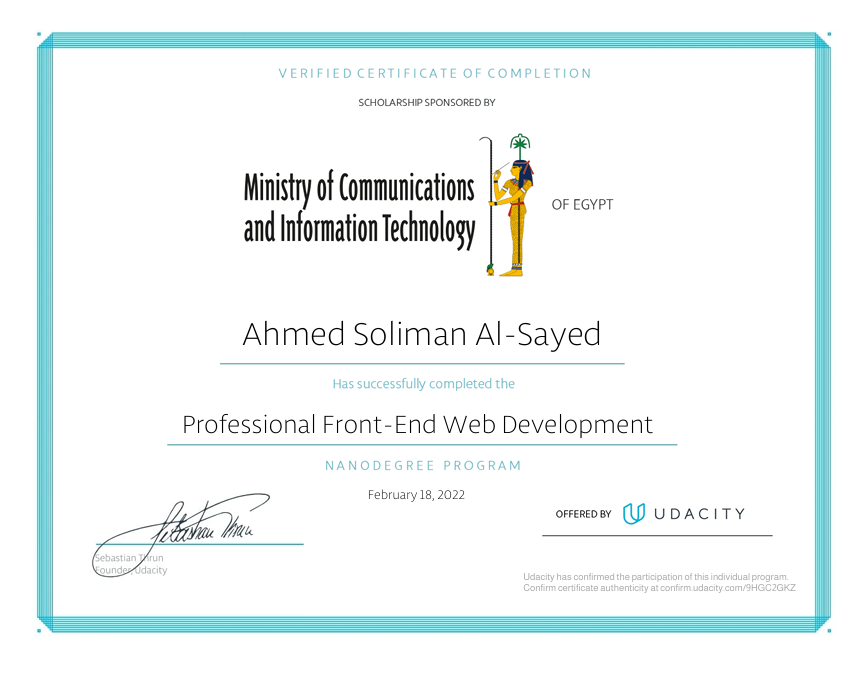 VERIFIED CERTIFICATE OF COMPLETION
SCHOLARSHIP SPONSORED BY
Ministry of Communications
and Information Technology
OF EGYPT
Ahmed Soliman Al-Sayed
Has successfully completed the
Professional Front-End Web Development
NANODEGREE PROGRAM
February 18, 2022
Sebastian Thrun
OFFERED BY UDACITY
Sebastian Thrun
Founder, Udacity
Udacity has confirmed the participation of this individual program.
Confirm certificate authenticity at confirm.udacity.com/9HGC2GKZ